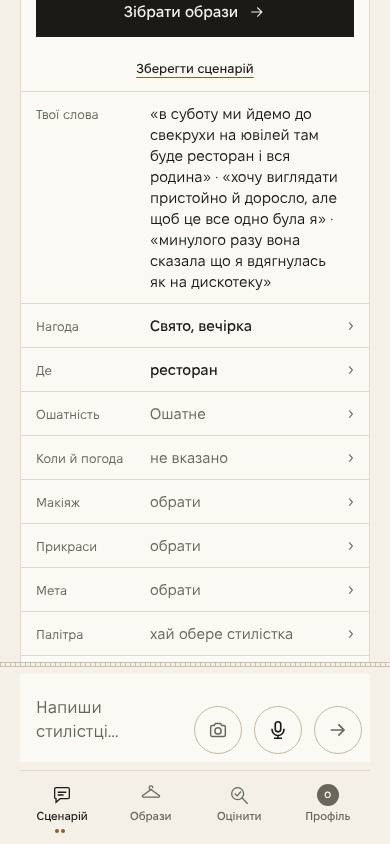 Зібрати образи →
Зберегти сценарій
Твої слова
«в суботу ми йдемо до
свекрухи на ювілей там
буде ресторан і вся
родина» · «хочу виглядати
пристойно й доросло, але
щоб це все одно була я» ·
«минулого разу вона
сказала що я вдягнулась
як на дискотеку»
Нагода Свято, вечірка
Де ресторан
Ошатність Ошатне
Коли й погода не вказано
Макіяж обрати
Прикраси обрати
Мета обрати
Палітра хай обере стилістка
Напиши
стилістці...
Сценарій Образи Оцінити Профіль